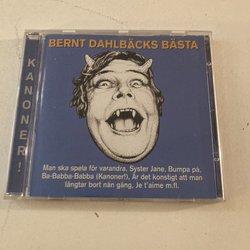 BERNT DAHLBÄCKS BÄSTA
KANONER!
Man ska spela för varandra, Syster Jane, Bumpa på,
Ba-Babba-Babba (Kanoner!), Är det konstigt att man
längtar bort nån gång, Je t'aime m.fl.